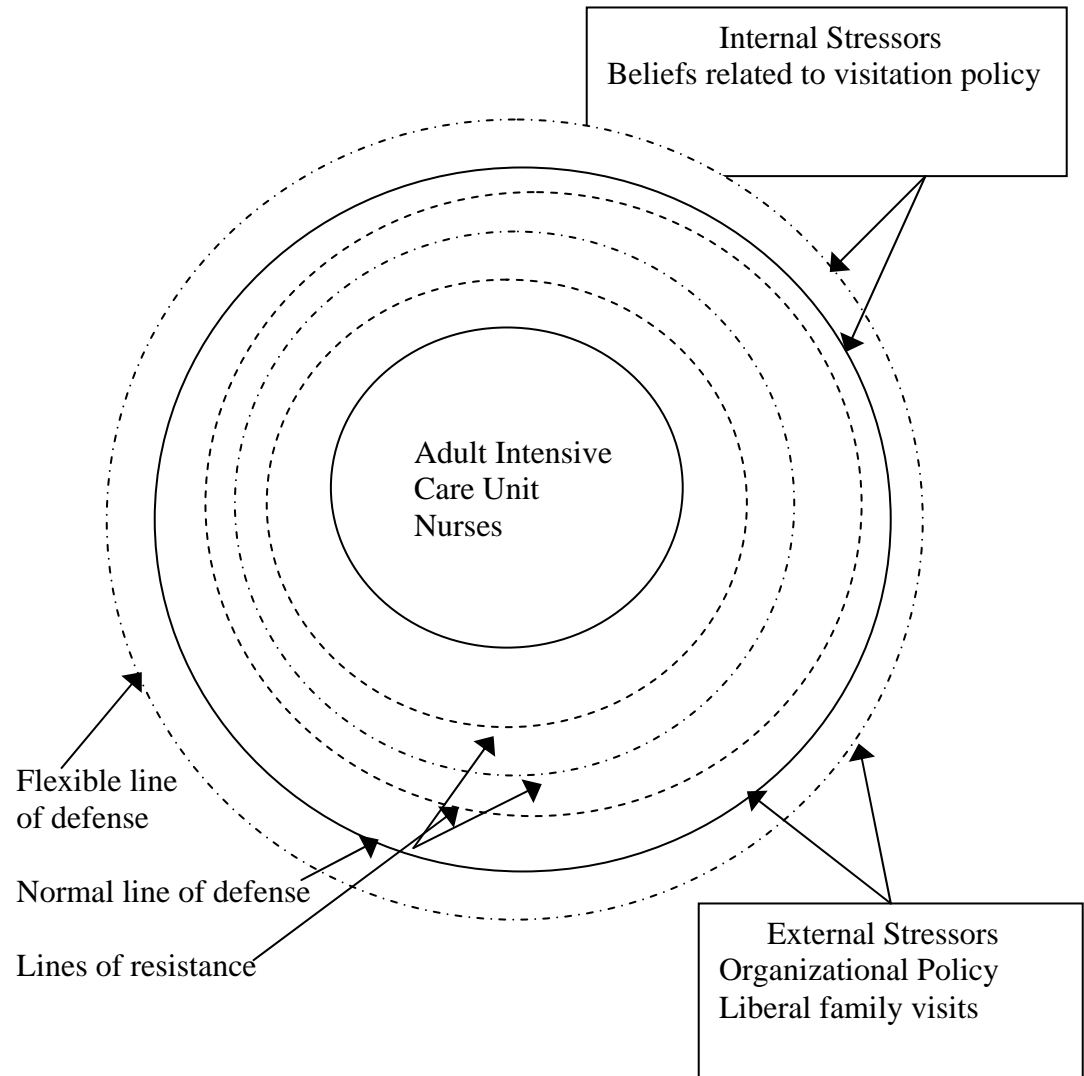 Internal Stressors
Beliefs related to visitation policy
Adult Intensive
Care Unit
Nurses
Flexible line
of defense
Normal line of defense
Lines of resistance
External Stressors
Organizational Policy
Liberal family visits